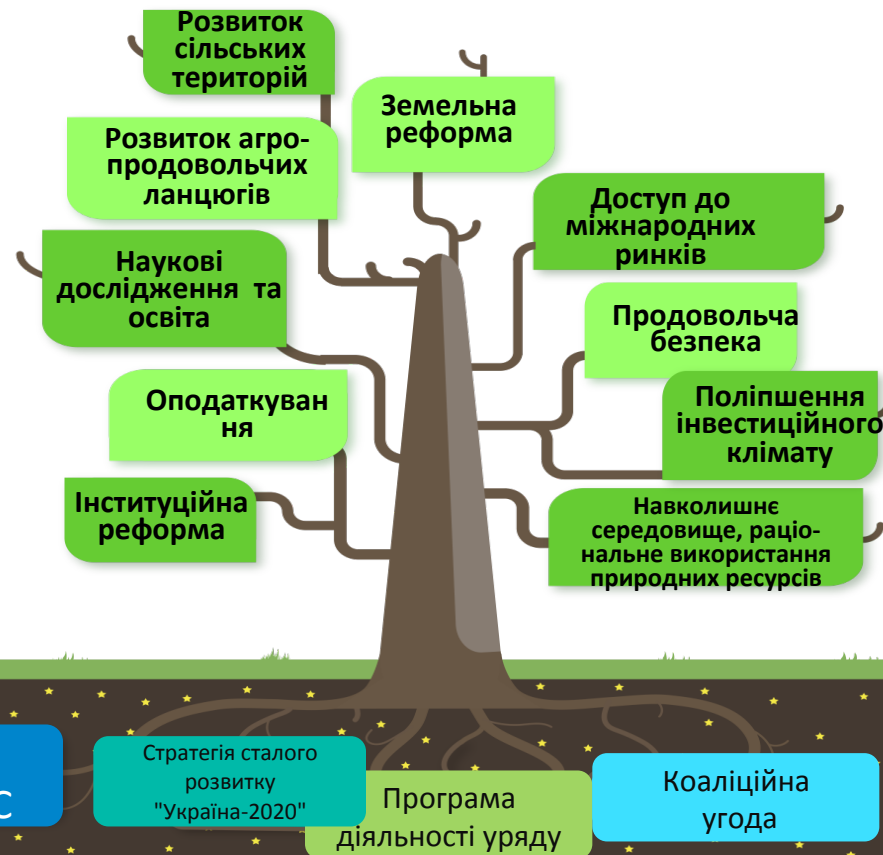 Розвиток
сільських
територій
Земельна
реформа
Розвиток агро-
продовольчих
ланцюгів
Доступ до
міжнародних
ринків
Наукові
дослідження та
освіта
Продовольча
безпека
Оподаткуван
ня
Поліпшення
інвестиційного
клімату
Інституційна
реформа
Навколишнє
середовище, раціо-
нальне використання
природних ресурсів
С
Стратегія сталого
розвитку
"Україна-2020"
Програма
діяльності уряду
Коаліційна
угода